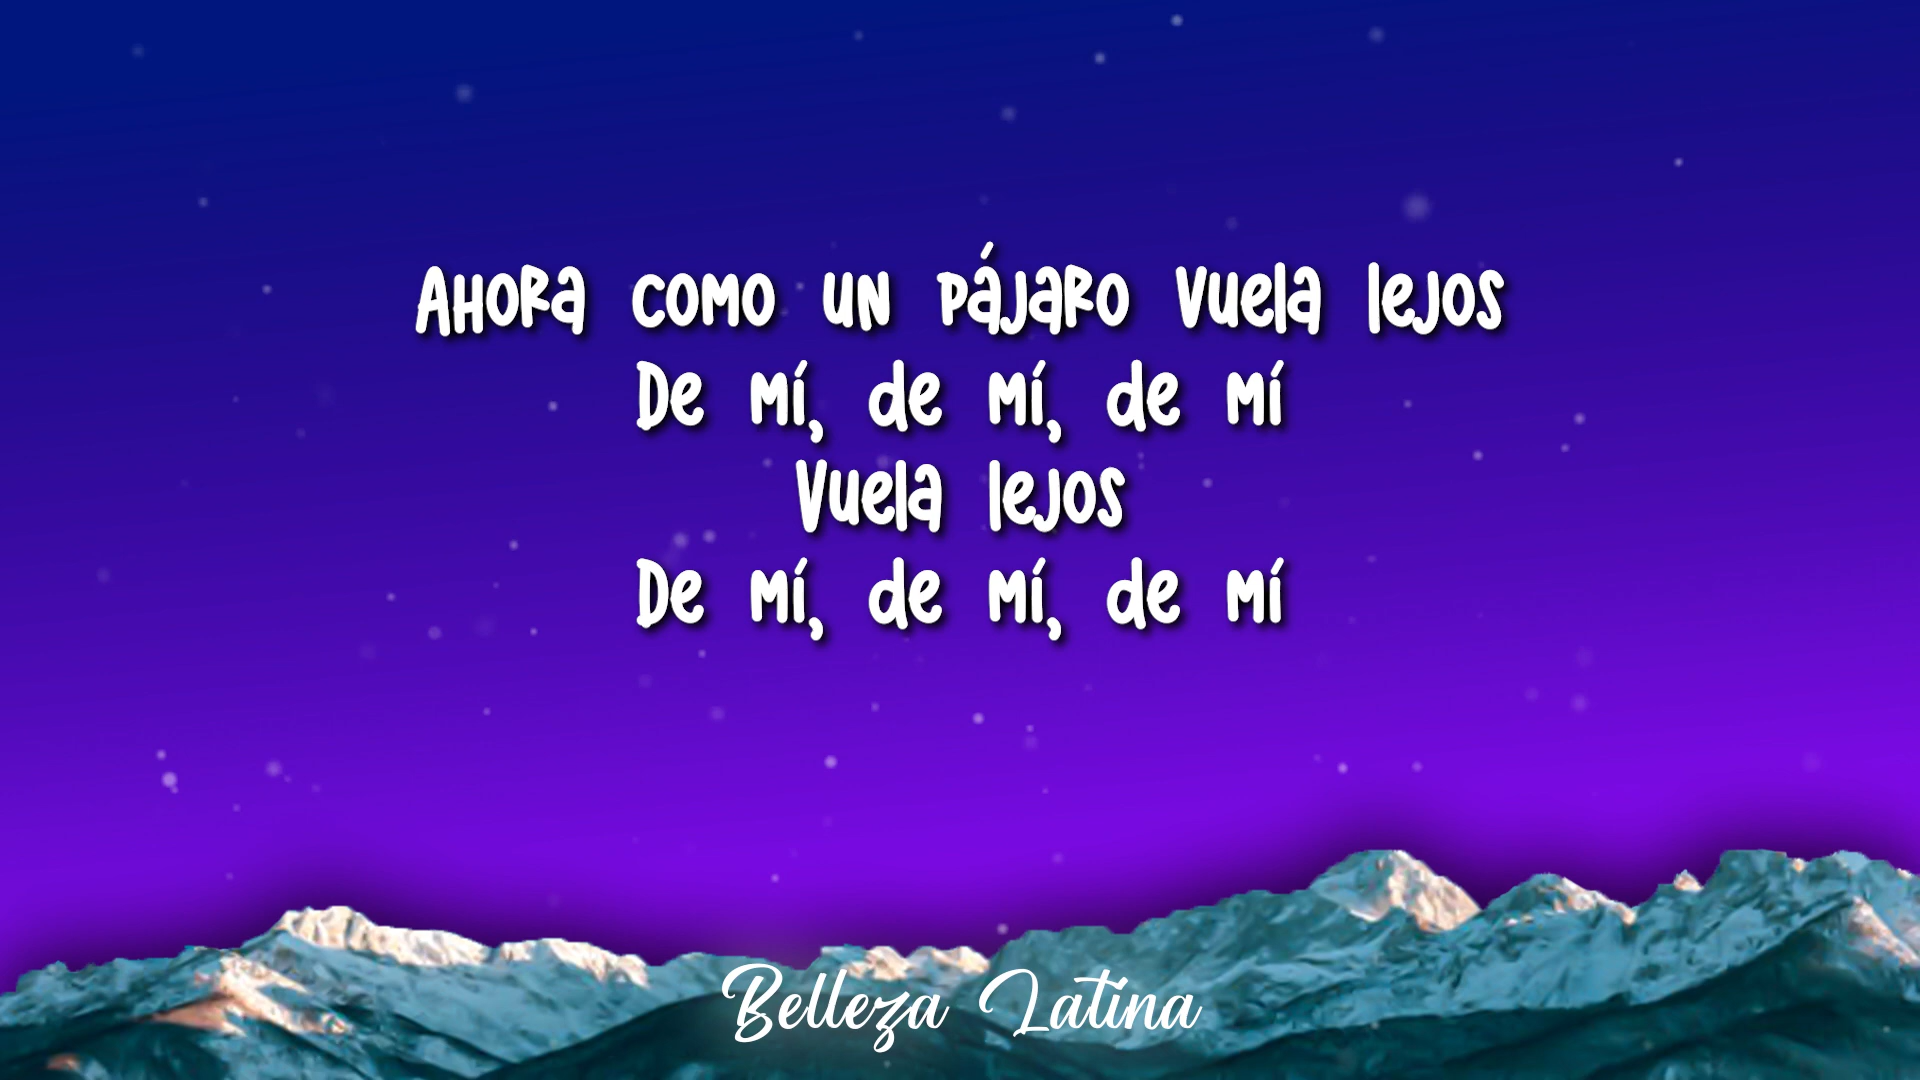 Ahora como un pájaro vuela lejos
De mí, de mí, de mí
Vuela lejos
De mí, de mí, de mí
Belleza Latina